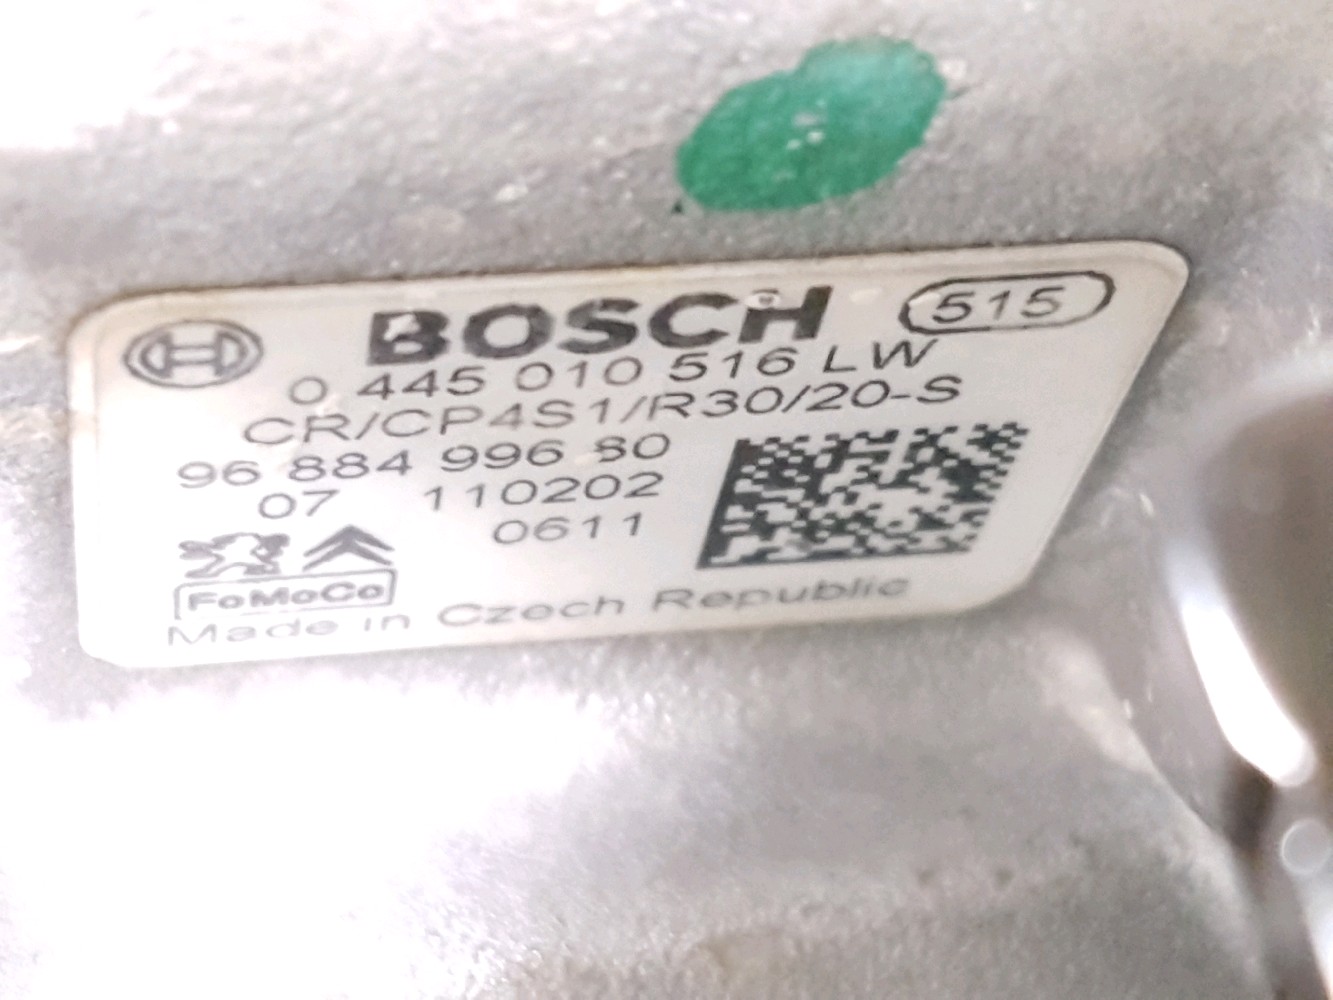 BOSCH 515
0 445 010 516 LW
CR/CP4S1/R30/20-S
96 884 996 80
07 110202
0611
FoMoCo
Made in Czech Republic